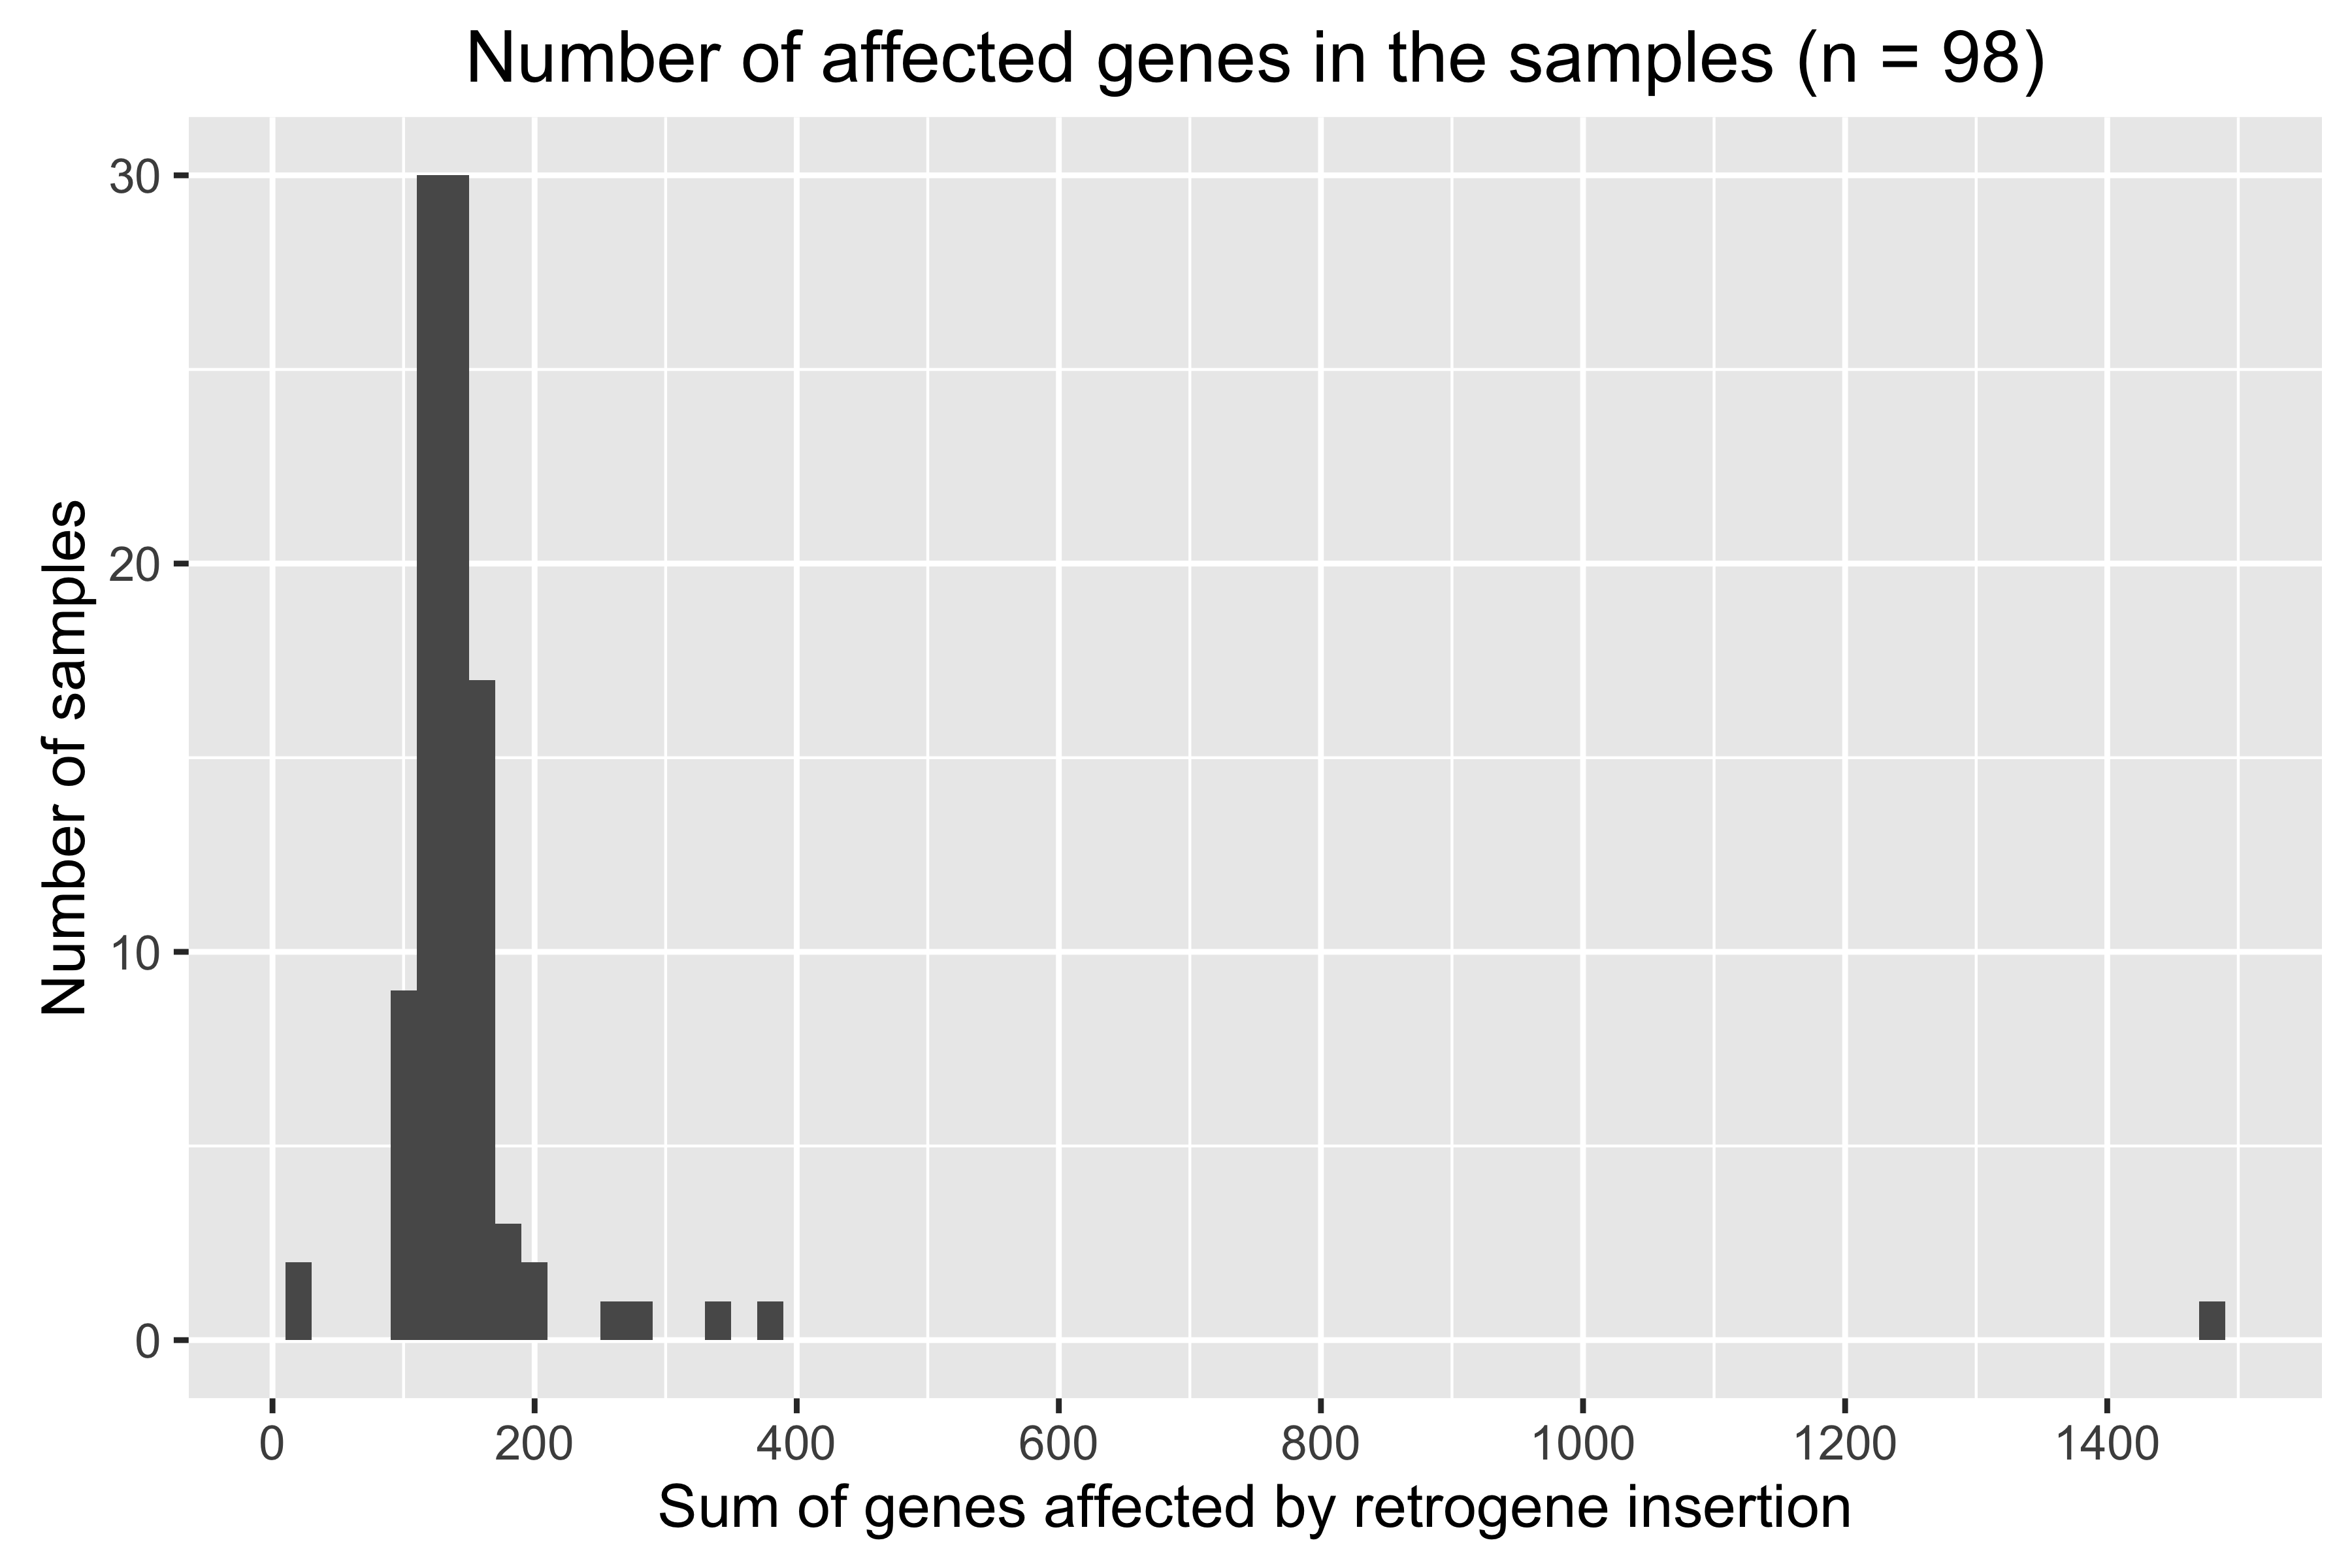 Number of affected genes in the samples (n = 98)
30
20
10
0
Number of samples
0 200 400 600 800 1000 1200 1400
Sum of genes affected by retrogene insertion